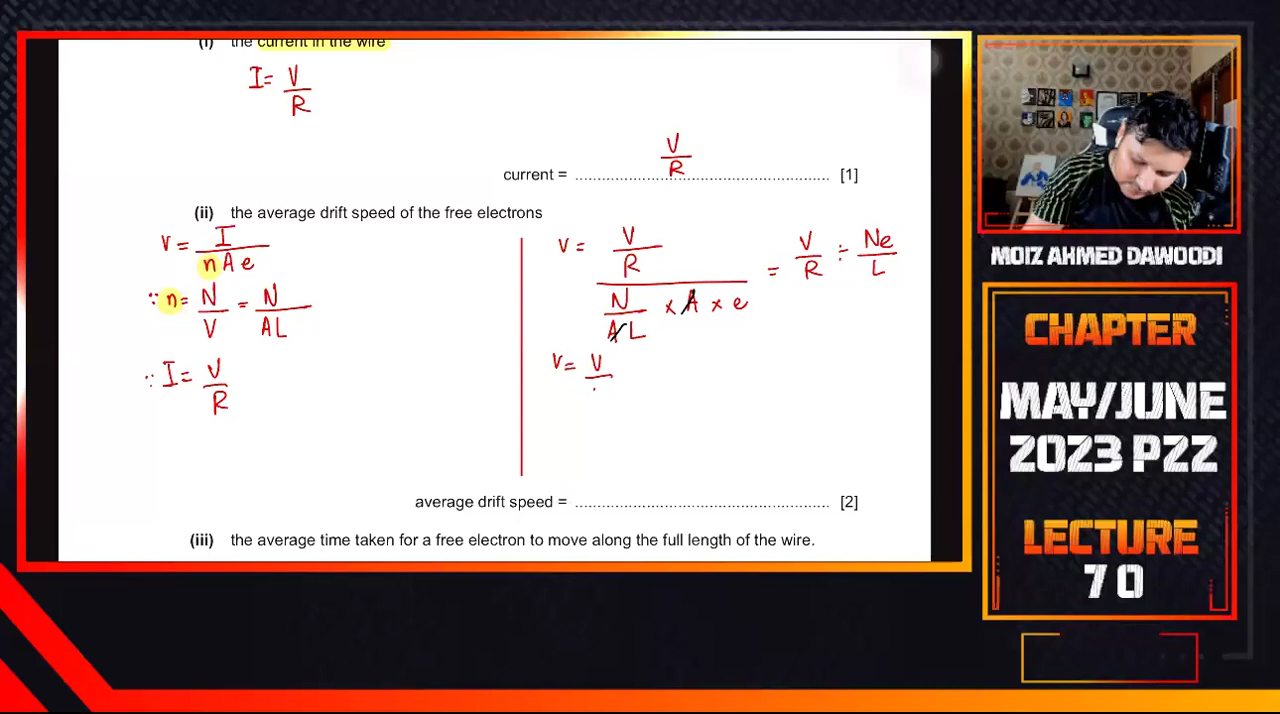 (i) the current in the wire
I = V/R
V/R
current = .......................................................... [1]
(ii) the average drift speed of the free electrons
v = I/nAe
∵ n = N/V = N/AL
∵ I = V/R
v = V/R / N/AL × A × e = V/R ÷ Ne/L
v = V/
average drift speed = .......................................................... [2]
(iii) the average time taken for a free electron to move along the full length of the wire.
MOIZ AHMED DAWOODI
CHAPTER
MAY/JUNE
2023 P22
LECTURE
70